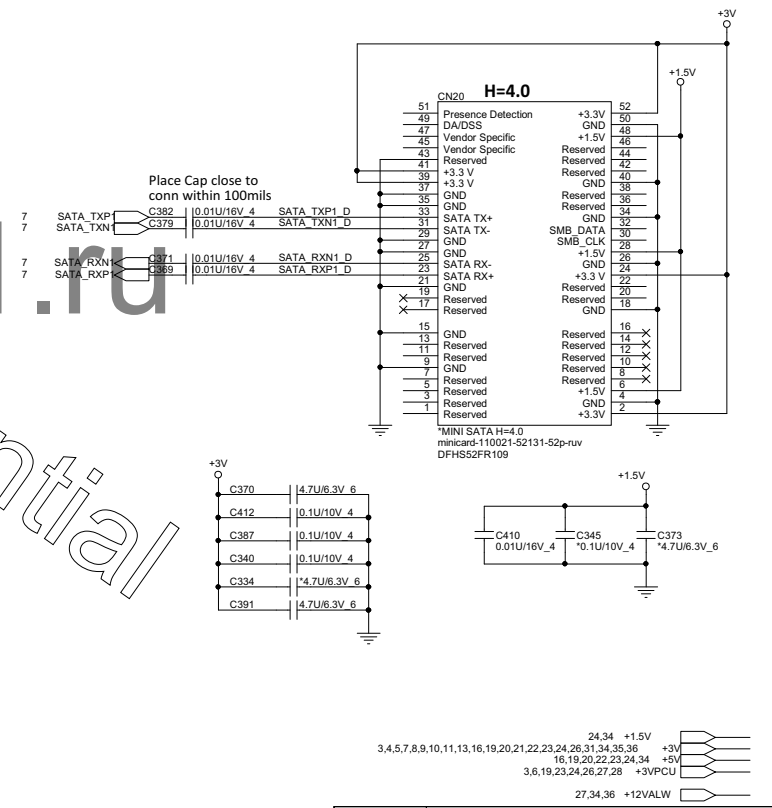 +3V
+1.5V
CN20 H=4.0
51 Presence Detection +3.3V 52
49 DA/DSS GND 50
47 Vendor Specific +1.5V 48
45 Vendor Specific Reserved 46
43 Reserved Reserved 44
41 +3.3 V Reserved 42
39 +3.3 V GND 40
37 GND Reserved 38
35 GND Reserved 36
33 SATA TX+ GND 34
31 SATA TX- SMB_DATA 32
29 GND SMB_CLK 30
27 GND +1.5V 28
25 SATA RX- GND 26
23 SATA RX+ +3.3 V 24
21 GND Reserved 22
19 Reserved Reserved 20
17 Reserved GND 18
15 GND Reserved 16
13 Reserved Reserved 14
11 Reserved Reserved 12
9 GND Reserved 10
7 Reserved Reserved 8
5 Reserved +1.5V 6
3 Reserved GND 4
1 Reserved +3.3V 2
*MINI SATA H=4.0
minicard-110021-52131-52p-ruv
DFHS52FR109
Place Cap close to
conn within 100mils
7 SATA_TXP1 C382 0.01U/16V_4 SATA_TXP1_D
7 SATA_TXN1 C379 0.01U/16V_4 SATA_TXN1_D
7 SATA_RXN1 C371 0.01U/16V_4 SATA_RXN1_D
7 SATA_RXP1 C369 0.01U/16V_4 SATA_RXP1_D
.ru
ntial
+3V
C370 4.7U/6.3V_6
C412 0.1U/10V_4
C387 0.1U/10V_4
C340 0.1U/10V_4
C334 *4.7U/6.3V_6
C391 4.7U/6.3V_6
+1.5V
C410 0.01U/16V_4
C345 *0.1U/10V_4
C373 *4.7U/6.3V_6
24,34 +1.5V
3,4,5,7,8,9,10,11,13,16,19,20,21,22,23,24,26,31,34,35,36 +3V
16,19,20,22,23,24,34 +5V
3,6,19,23,24,26,27,28 +3VPCU
27,34,36 +12VALW